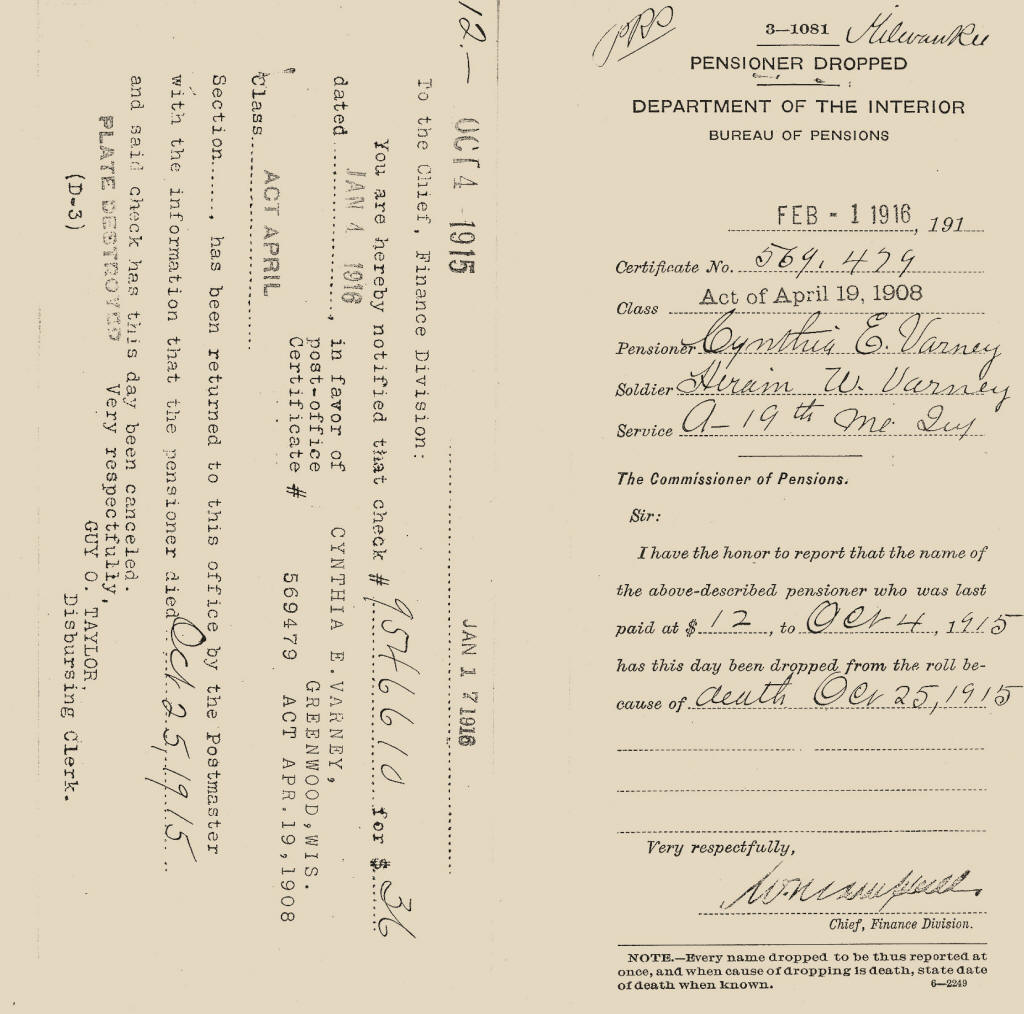 12.—
OCT 4 1915
JAN 17 1916
To the Chief, Finance Division:
You are hereby notified that check # 9546610 for $ 36
dated JAN 4 1916, in favor of CYNTHIA E. VARNEY,
post-office GREENWOOD, WIS.
Certificate # 569479 ACT APR. 19, 1908
Class ACT APRIL
Section......, has been returned to this office by the Postmaster
with the information that the pensioner died Oct 25, 1915
and said check has this day been canceled.
PLATE DESTROYED Very respectfully,
GUY O. TAYLOR,
(D-3) Disbursing Clerk.
3—1081 Milwaukee
PENSIONER DROPPED
DEPARTMENT OF THE INTERIOR
BUREAU OF PENSIONS
FEB - 1 1916, 191
Certificate No. 569,479
Class Act of April 19, 1908
Pensioner Cynthia E. Varney
Soldier Hiram W. Varney
Service A-19th Me. Inf
The Commissioner of Pensions.
Sir:
I have the honor to report that the name of
the above-described pensioner who was last
paid at $ 12, to Oct 4, 1915
has this day been dropped from the roll be-
cause of death Oct 25, 1915
Very respectfully,
Chief, Finance Division.
NOTE.—Every name dropped to be thus reported at
once, and when cause of dropping is death, state date
of death when known. 6—2249